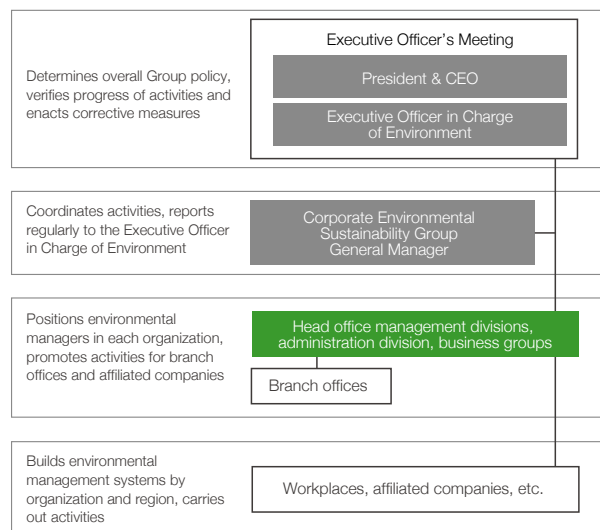 Executive Officer's Meeting
Determines overall Group policy,
verifies progress of activities and
enacts corrective measures
President & CEO
Executive Officer in Charge
of Environment
Coordinates activities, reports
regularly to the Executive Officer
in Charge of Environment
Corporate Environmental
Sustainability Group
General Manager
Positions environmental
managers in each organization,
promotes activities for branch
offices and affiliated companies
Head office management divisions,
administration division, business groups
Branch offices
Builds environmental
management systems by
organization and region, carries
out activities
Workplaces, affiliated companies, etc.